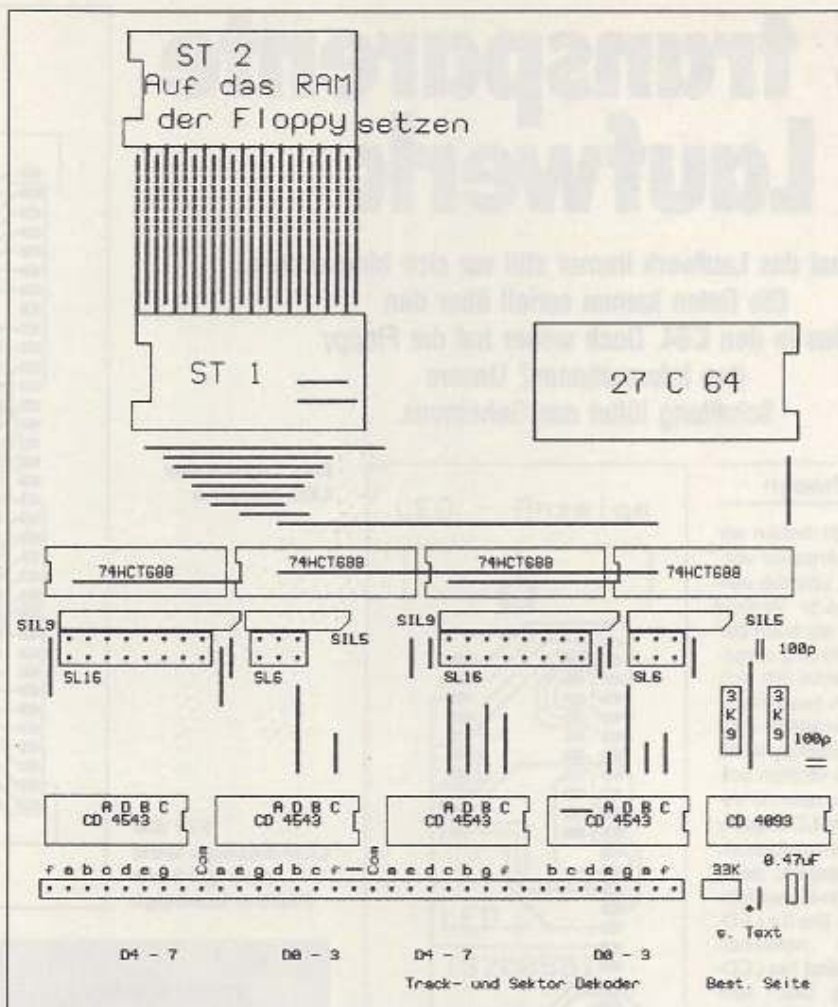 ST 2
Auf das RAM
der Floppy setzen
ST 1
27 C 64
74HCT688 74HCT688 74HCT688 74HCT688
SIL9 SIL5 SIL9 SIL5
100p
SL16 SL6 SL16 SL6
3K9 3K9
100p
A D B C A D B C A D B C A D B C
CD 4543 CD 4543 CD 4543 CD 4543 CD 4093
f a b c d e g Com a e g d b c f — Com a e d c b g f b c d e g a f
33K 0.47uF
s. Text
D4 - 7 D0 - 3 D4 - 7 D0 - 3
Track- und Sektor Dekoder Best. Seite